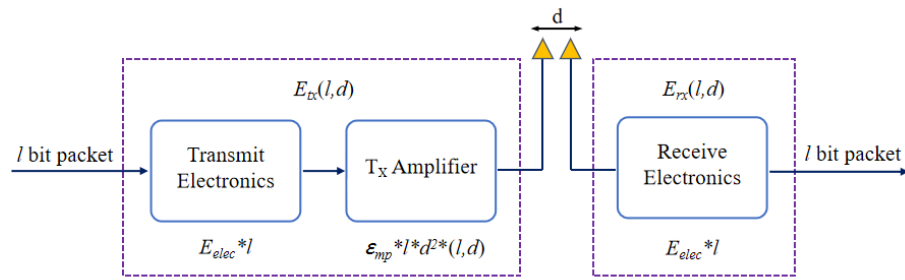 d
E_tx(l,d)
E_rx(l,d)
l bit packet
Transmit
Electronics
T_X Amplifier
Receive
Electronics
l bit packet
E_elec*l
ε_mp*l*d²*(l,d)
E_elec*l